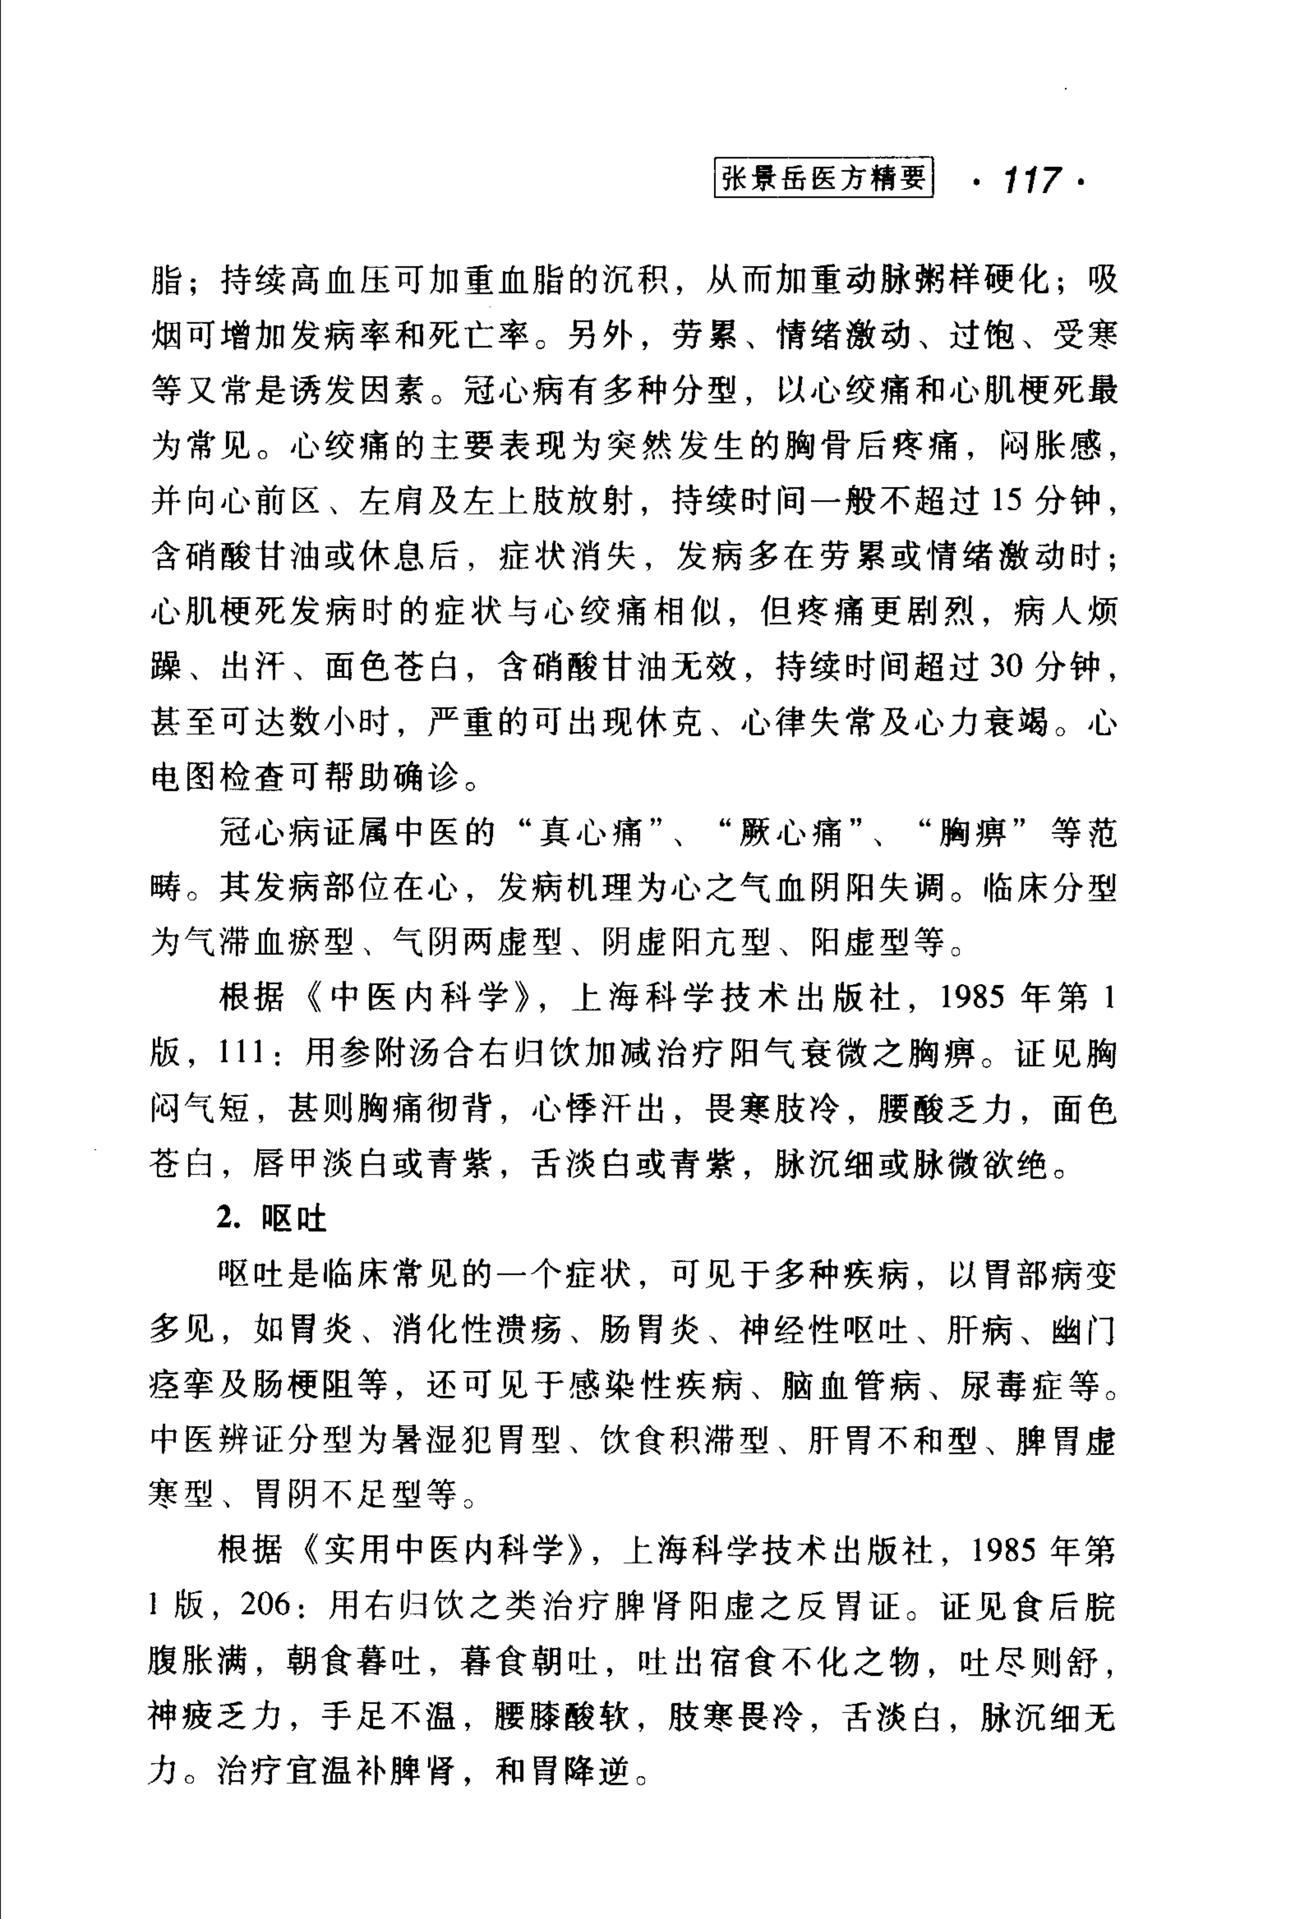 张景岳医方精要 · 117 ·
脂；持续高血压可加重血脂的沉积，从而加重动脉粥样硬化；吸
烟可增加发病率和死亡率。另外，劳累、情绪激动、过饱、受寒
等又常是诱发因素。冠心病有多种分型，以心绞痛和心肌梗死最
为常见。心绞痛的主要表现为突然发生的胸骨后疼痛，闷胀感，
并向心前区、左肩及左上肢放射，持续时间一般不超过 15 分钟，
含硝酸甘油或休息后，症状消失，发病多在劳累或情绪激动时；
心肌梗死发病时的症状与心绞痛相似，但疼痛更剧烈，病人烦
躁、出汗、面色苍白，含硝酸甘油无效，持续时间超过 30 分钟，
甚至可达数小时，严重的可出现休克、心律失常及心力衰竭。心
电图检查可帮助确诊。
冠心病证属中医的“真心痛”、“厥心痛”、“胸痹”等范
畴。其发病部位在心，发病机理为心之气血阴阳失调。临床分型
为气滞血瘀型、气阴两虚型、阴虚阳亢型、阳虚型等。
根据《中医内科学》，上海科学技术出版社，1985 年第 1
版，111：用参附汤合右归饮加减治疗阳气衰微之胸痹。证见胸
闷气短，甚则胸痛彻背，心悸汗出，畏寒肢冷，腰酸乏力，面色
苍白，唇甲淡白或青紫，舌淡白或青紫，脉沉细或脉微欲绝。
2. 呕吐
呕吐是临床常见的一个症状，可见于多种疾病，以胃部病变
多见，如胃炎、消化性溃疡、肠胃炎、神经性呕吐、肝病、幽门
痉挛及肠梗阻等，还可见于感染性疾病、脑血管病、尿毒症等。
中医辨证分型为暑湿犯胃型、饮食积滞型、肝胃不和型、脾胃虚
寒型、胃阴不足型等。
根据《实用中医内科学》，上海科学技术出版社，1985 年第
1 版，206：用右归饮之类治疗脾肾阳虚之反胃证。证见食后脘
腹胀满，朝食暮吐，暮食朝吐，吐出宿食不化之物，吐尽则舒，
神疲乏力，手足不温，腰膝酸软，肢寒畏冷，舌淡白，脉沉细无
力。治疗宜温补脾肾，和胃降逆。